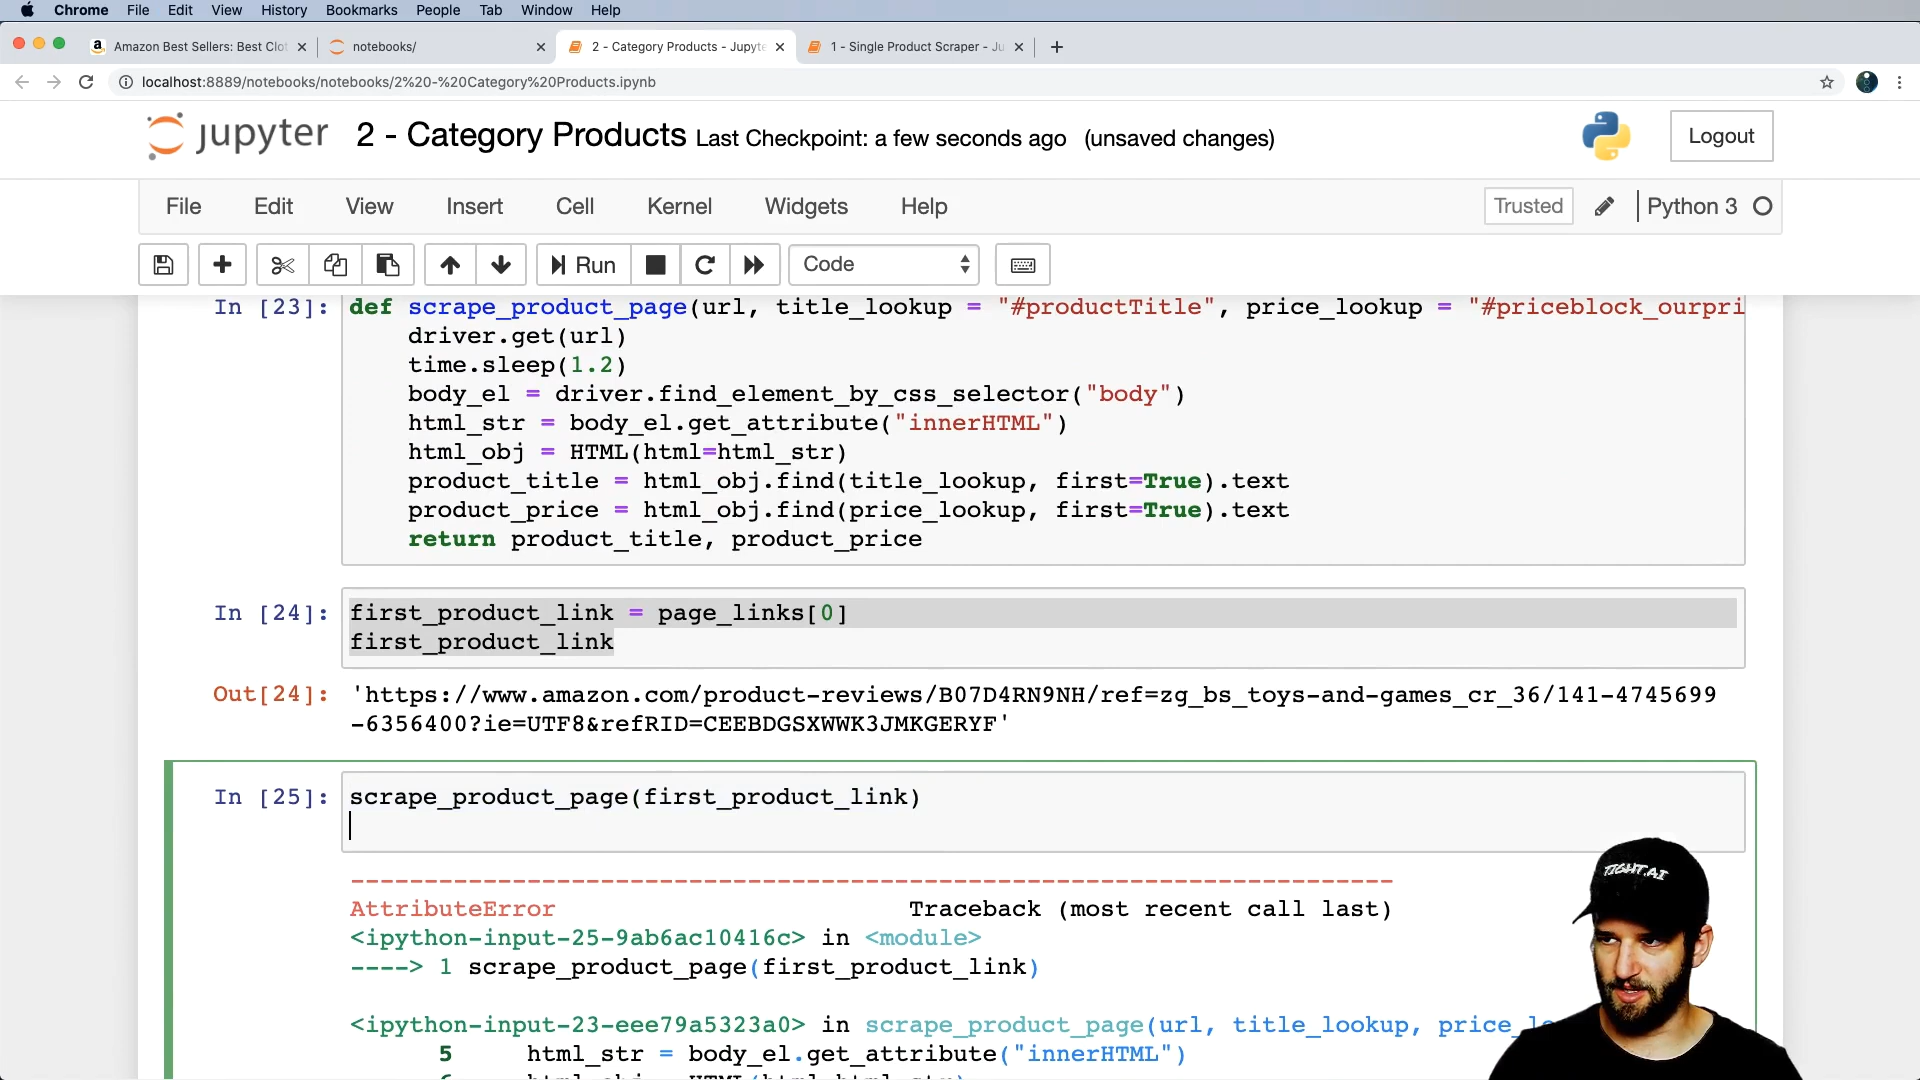 Chrome File Edit View History Bookmarks People Tab Window Help
Amazon Best Sellers: Best Clot
notebooks/
2 - Category Products - Jupyte
1 - Single Product Scraper - Ju
localhost:8889/notebooks/notebooks/2%20-%20Category%20Products.ipynb
jupyter 2 - Category Products Last Checkpoint: a few seconds ago (unsaved changes)
Logout
File Edit View Insert Cell Kernel Widgets Help
Trusted
Python 3
Run
Code
In [23]: def scrape_product_page(url, title_lookup = "#productTitle", price_lookup = "#priceblock_ourpri
driver.get(url)
time.sleep(1.2)
body_el = driver.find_element_by_css_selector("body")
html_str = body_el.get_attribute("innerHTML")
html_obj = HTML(html=html_str)
product_title = html_obj.find(title_lookup, first=True).text
product_price = html_obj.find(price_lookup, first=True).text
return product_title, product_price
In [24]: first_product_link = page_links[0]
first_product_link
Out[24]: 'https://www.amazon.com/product-reviews/B07D4RN9NH/ref=zg_bs_toys-and-games_cr_36/141-4745699
-6356400?ie=UTF8&refRID=CEEBDGSXWWK3JMKGERYF'
In [25]: scrape_product_page(first_product_link)
---------------------------------------------------------------------------
AttributeError Traceback (most recent call last)
<ipython-input-25-9ab6ac10416c> in <module>
----> 1 scrape_product_page(first_product_link)
<ipython-input-23-eee79a5323a0> in scrape_product_page(url, title_lookup, price_lo
5 html_str = body_el.get_attribute("innerHTML")
TIGHT.AI